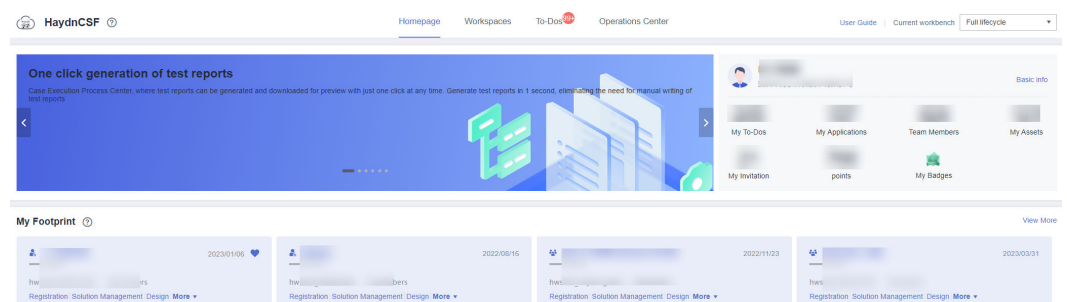 HaydnCSF
Homepage Workspaces To-Dos 99+ Operations Center
User Guide Current workbench Full lifecycle
One click generation of test reports
Case Execution Process Center, where test reports can be generated and downloaded for preview with just one click at any time. Generate test reports in 1 second, eliminating the need for manual writing of
test reports
Basic info
My To-Dos My Applications Team Members My Assets
My Invitation points My Badges
My Footprint
View More
2023/01/06 2022/08/15 2022/11/23 2023/03/31
Registration Solution Management Design More
Registration Solution Management Design More
Registration Solution Management Design More
Registration Solution Management Design More